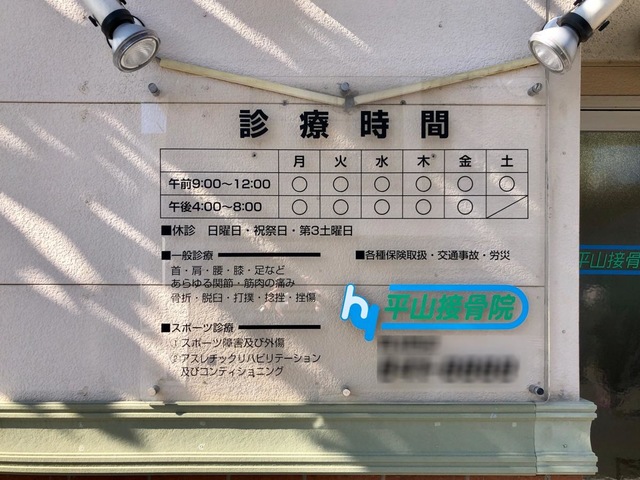 診療時間
月 火 水 木 金 土
午前9:00～12:00 ○ ○ ○ ○ ○ ○
午後4:00～8:00 ○ ○ ○ ○ ○ ／
■休診 日曜日・祝祭日・第3土曜日
■一般診療
首・肩・腰・膝・足など
あらゆる関節・筋肉の痛み
骨折・脱臼・打撲・捻挫・挫傷
■スポーツ診療
①スポーツ障害及び外傷
②アスレチックリハビリテーション
及びコンディショニング
■各種保険取扱・交通事故・労災
hy 平山接骨院
平山接骨